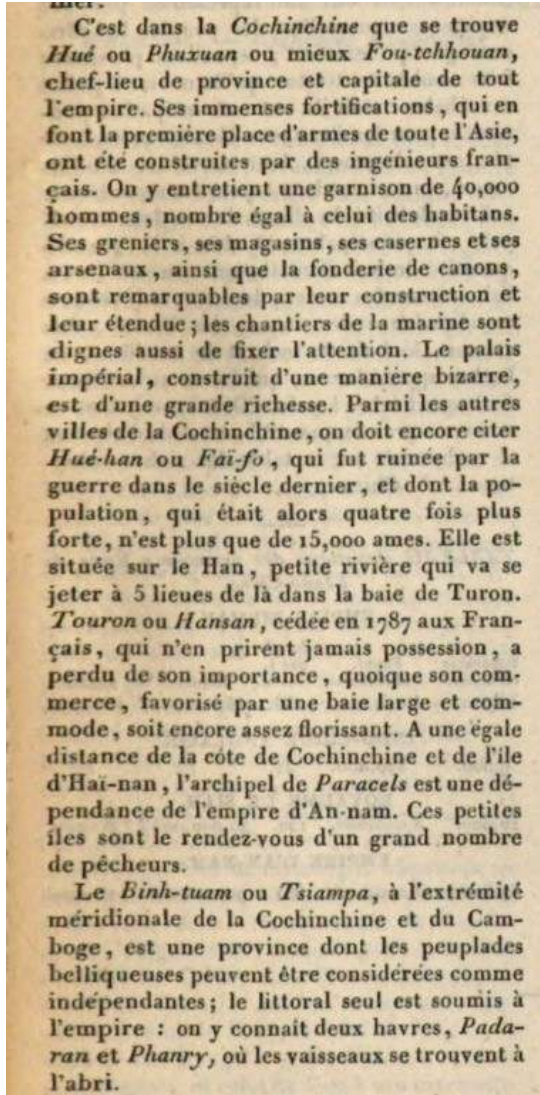 C'est dans la Cochinchine que se trouve
Hué ou Phuxuan ou mieux Fou-tchhouan,
chef-lieu de province et capitale de tout
l'empire. Ses immenses fortifications, qui en
font la première place d'armes de toute l'Asie,
ont été construites par des ingénieurs fran-
çais. On y entretient une garnison de 40,000
hommes, nombre égal à celui des habitans.
Ses greniers, ses magasins, ses casernes et ses
arsenaux, ainsi que la fonderie de canons,
sont remarquables par leur construction et
leur étendue; les chantiers de la marine sont
dignes aussi de fixer l'attention. Le palais
impérial, construit d'une manière bizarre,
est d'une grande richesse. Parmi les autres
villes de la Cochinchine, on doit encore citer
Hué-han ou Faï-fo, qui fut ruinée par la
guerre dans le siècle dernier, et dont la po-
pulation, qui était alors quatre fois plus
forte, n'est plus que de 15,000 ames. Elle est
située sur le Han, petite rivière qui va se
jeter à 5 lieues de là dans la baie de Turon.
Touron ou Hansan, cédée en 1787 aux Fran-
çais, qui n'en prirent jamais possession, a
perdu de son importance, quoique son com-
merce, favorisé par une baie large et com-
mode, soit encore assez florissant. A une égale
distance de la côte de Cochinchine et de l'île
d'Haï-nan, l'archipel de Paracels est une dé-
pendance de l'empire d'An-nam. Ces petites
îles sont le rendez-vous d'un grand nombre
de pêcheurs.
Le Binh-tuam ou Tsiampa, à l'extrémité
méridionale de la Cochinchine et du Cam-
boge, est une province dont les peuplades
belliqueuses peuvent être considérées comme
indépendantes; le littoral seul est soumis à
l'empire : on y connaît deux havres, Pada-
ran et Phanry, où les vaisseaux se trouvent à
l'abri.